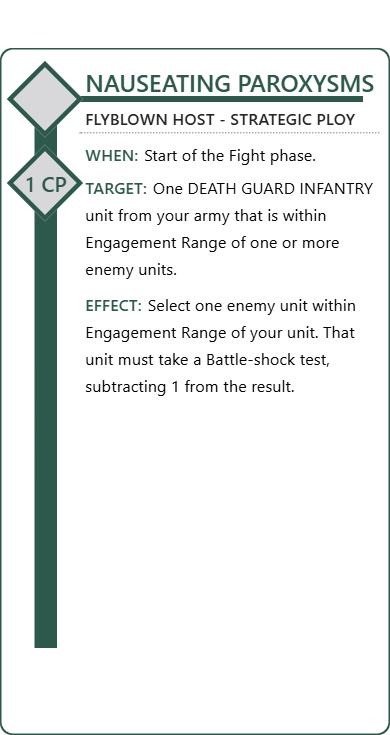 NAUSEATING PAROXYSMS
FLYBLOWN HOST - STRATEGIC PLOY
1 CP
WHEN: Start of the Fight phase.
TARGET: One DEATH GUARD INFANTRY
unit from your army that is within
Engagement Range of one or more
enemy units.
EFFECT: Select one enemy unit within
Engagement Range of your unit. That
unit must take a Battle-shock test,
subtracting 1 from the result.